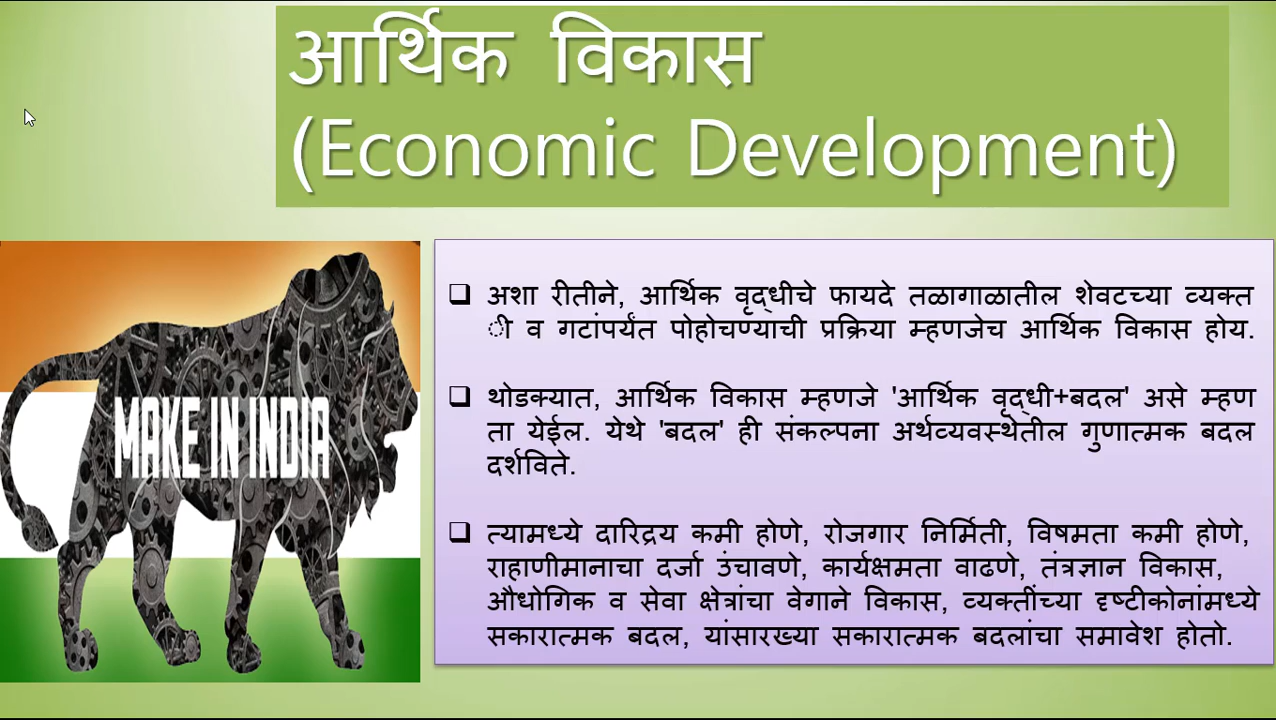 आर्थिक विकास
(Economic Development)
MAKE IN INDIA
अशा रीतीने, आर्थिक वृद्धीचे फायदे तळागाळातील शेवटच्या व्यक्त
ी व गटांपर्यंत पोहोचण्याची प्रक्रिया म्हणजेच आर्थिक विकास होय.
थोडक्यात, आर्थिक विकास म्हणजे 'आर्थिक वृद्धी+बदल' असे म्हण
ता येईल. येथे 'बदल' ही संकल्पना अर्थव्यवस्थेतील गुणात्मक बदल
दर्शविते.
त्यामध्ये दारिद्रय कमी होणे, रोजगार निर्मिती, विषमता कमी होणे,
राहाणीमानाचा दर्जा उंचावणे, कार्यक्षमता वाढणे, तंत्रज्ञान विकास,
औधोगिक व सेवा क्षेत्रांचा वेगाने विकास, व्यक्तींच्या दृष्टीकोनांमध्ये
सकारात्मक बदल, यांसारख्या सकारात्मक बदलांचा समावेश होतो.